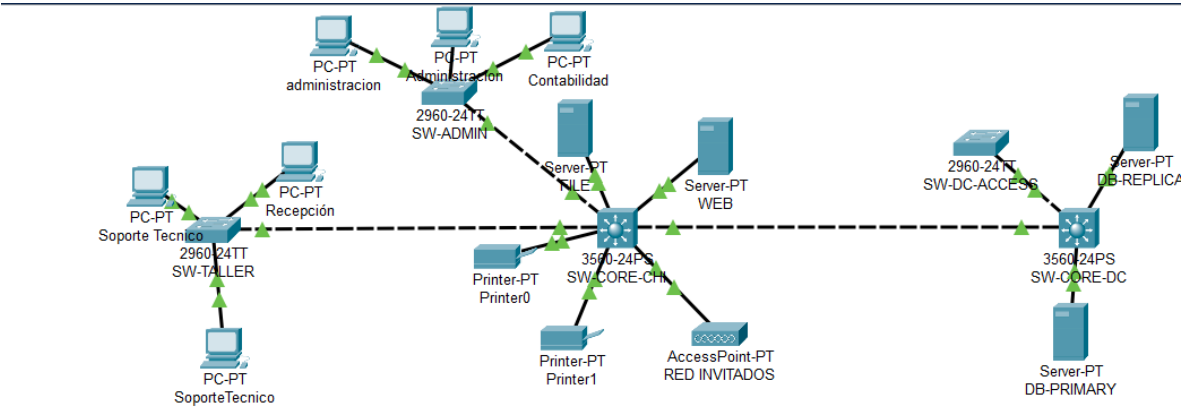 PC-PT
administracion
PC-PT
Administracion
PC-PT
Contabilidad
2960-24TT
SW-ADMIN
Server-PT
FILE
Server-PT
WEB
2960-24TT
SW-DC-ACCESS
Server-PT
DB-REPLICA
PC-PT
Recepción
PC-PT
Soporte Tecnico
2960-24TT
SW-TALLER
3560-24PS
SW-CORE-CHI
3560-24PS
SW-CORE-DC
Printer-PT
Printer0
Printer-PT
Printer1
AccessPoint-PT
RED INVITADOS
PC-PT
SoporteTecnico
Server-PT
DB-PRIMARY